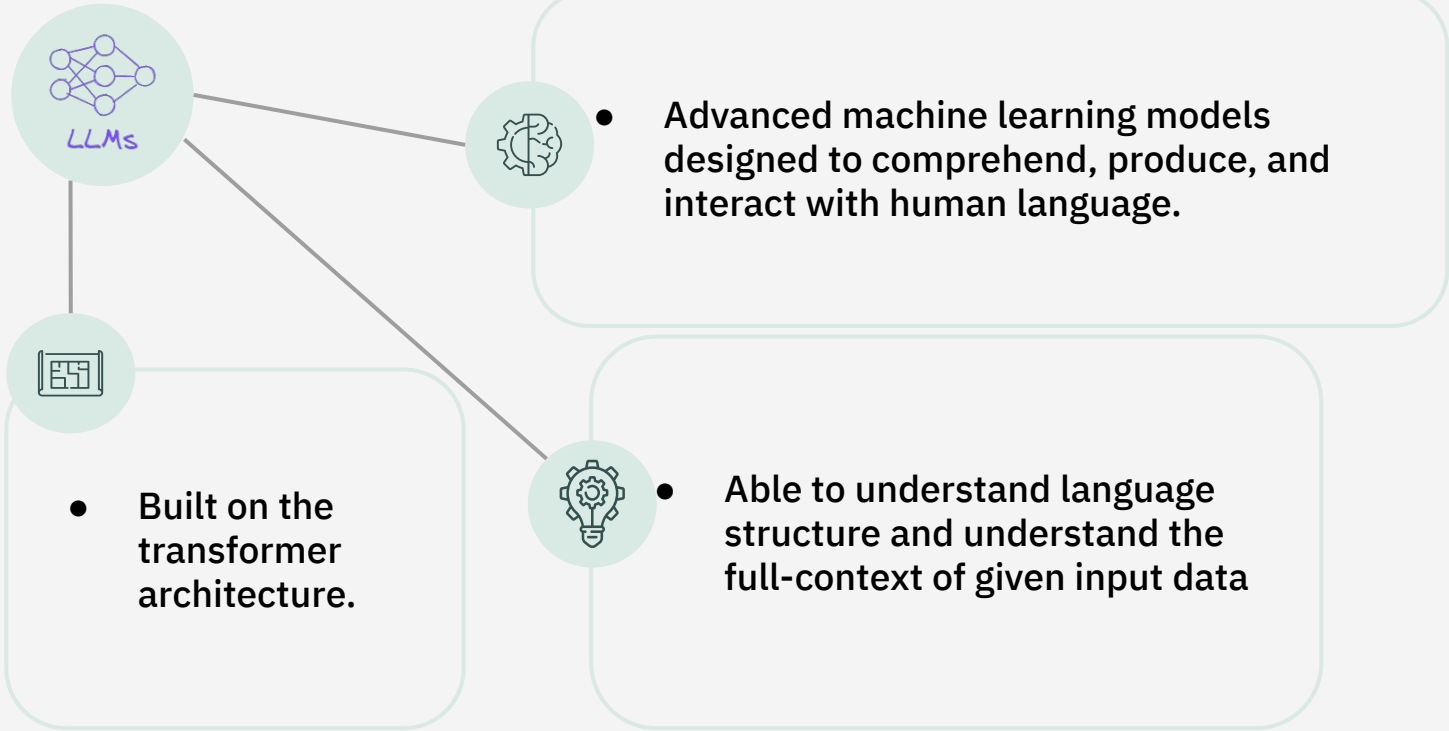 LLMs
● Advanced machine learning models
designed to comprehend, produce, and
interact with human language.
● Built on the
transformer
architecture.
● Able to understand language
structure and understand the
full-context of given input data